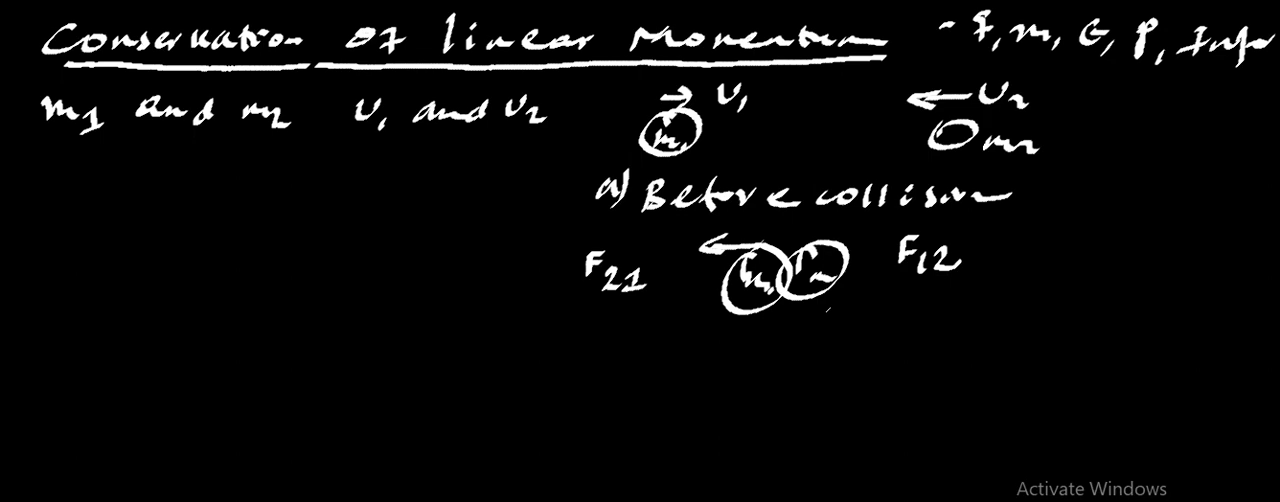 Conservation of linear Momentum - F, m, E, P, Info
m1 and m2 U1 and U2 → U1 ← U2
m1 m2
a) Before collision
F21 m1 m2 F12
Activate Windows